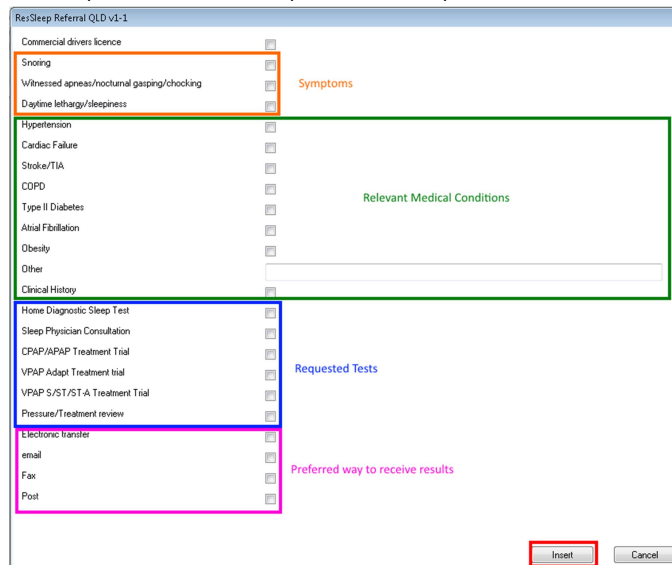 ResSleep Referral QLD v1-1
Commercial drivers licence
Snoring
Witnessed apneas/nocturnal gasping/chocking
Symptoms
Daytime lethargy/sleepiness
Hypertension
Cardiac Failure
Stroke/TIA
COPD
Relevant Medical Conditions
Type II Diabetes
Atrial Fibrillation
Obesity
Other
Clinical History
Home Diagnostic Sleep Test
Sleep Physician Consultation
CPAP/APAP Treatment Trial
Requested Tests
VPAP Adapt Treatment trial
VPAP S/ST/ST-A Treatment Trial
Pressure/Treatment review
Electronic transfer
email
Preferred way to receive results
Fax
Post
Insert
Cancel